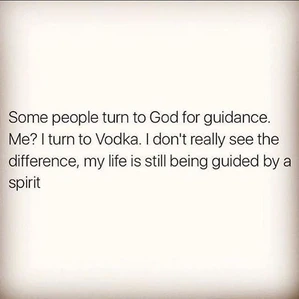 Some people turn to God for guidance.
Me? I turn to Vodka. I don't really see the
difference, my life is still being guided by a
spirit